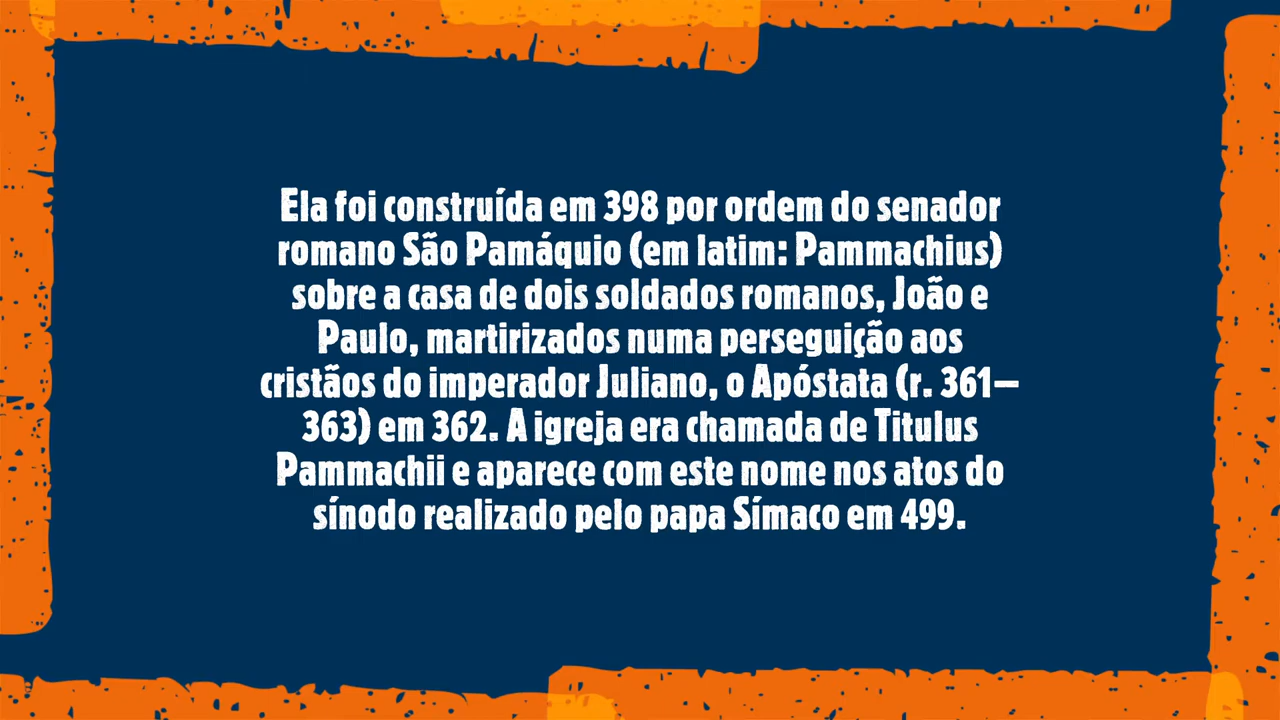 Ela foi construída em 398 por ordem do senador
romano São Pamáquio (em latim: Pammachius)
sobre a casa de dois soldados romanos, João e
Paulo, martirizados numa perseguição aos
cristãos do imperador Juliano, o Apóstata (r. 361–
363) em 362. A igreja era chamada de Titulus
Pammachii e aparece com este nome nos atos do
sínodo realizado pelo papa Símaco em 499.